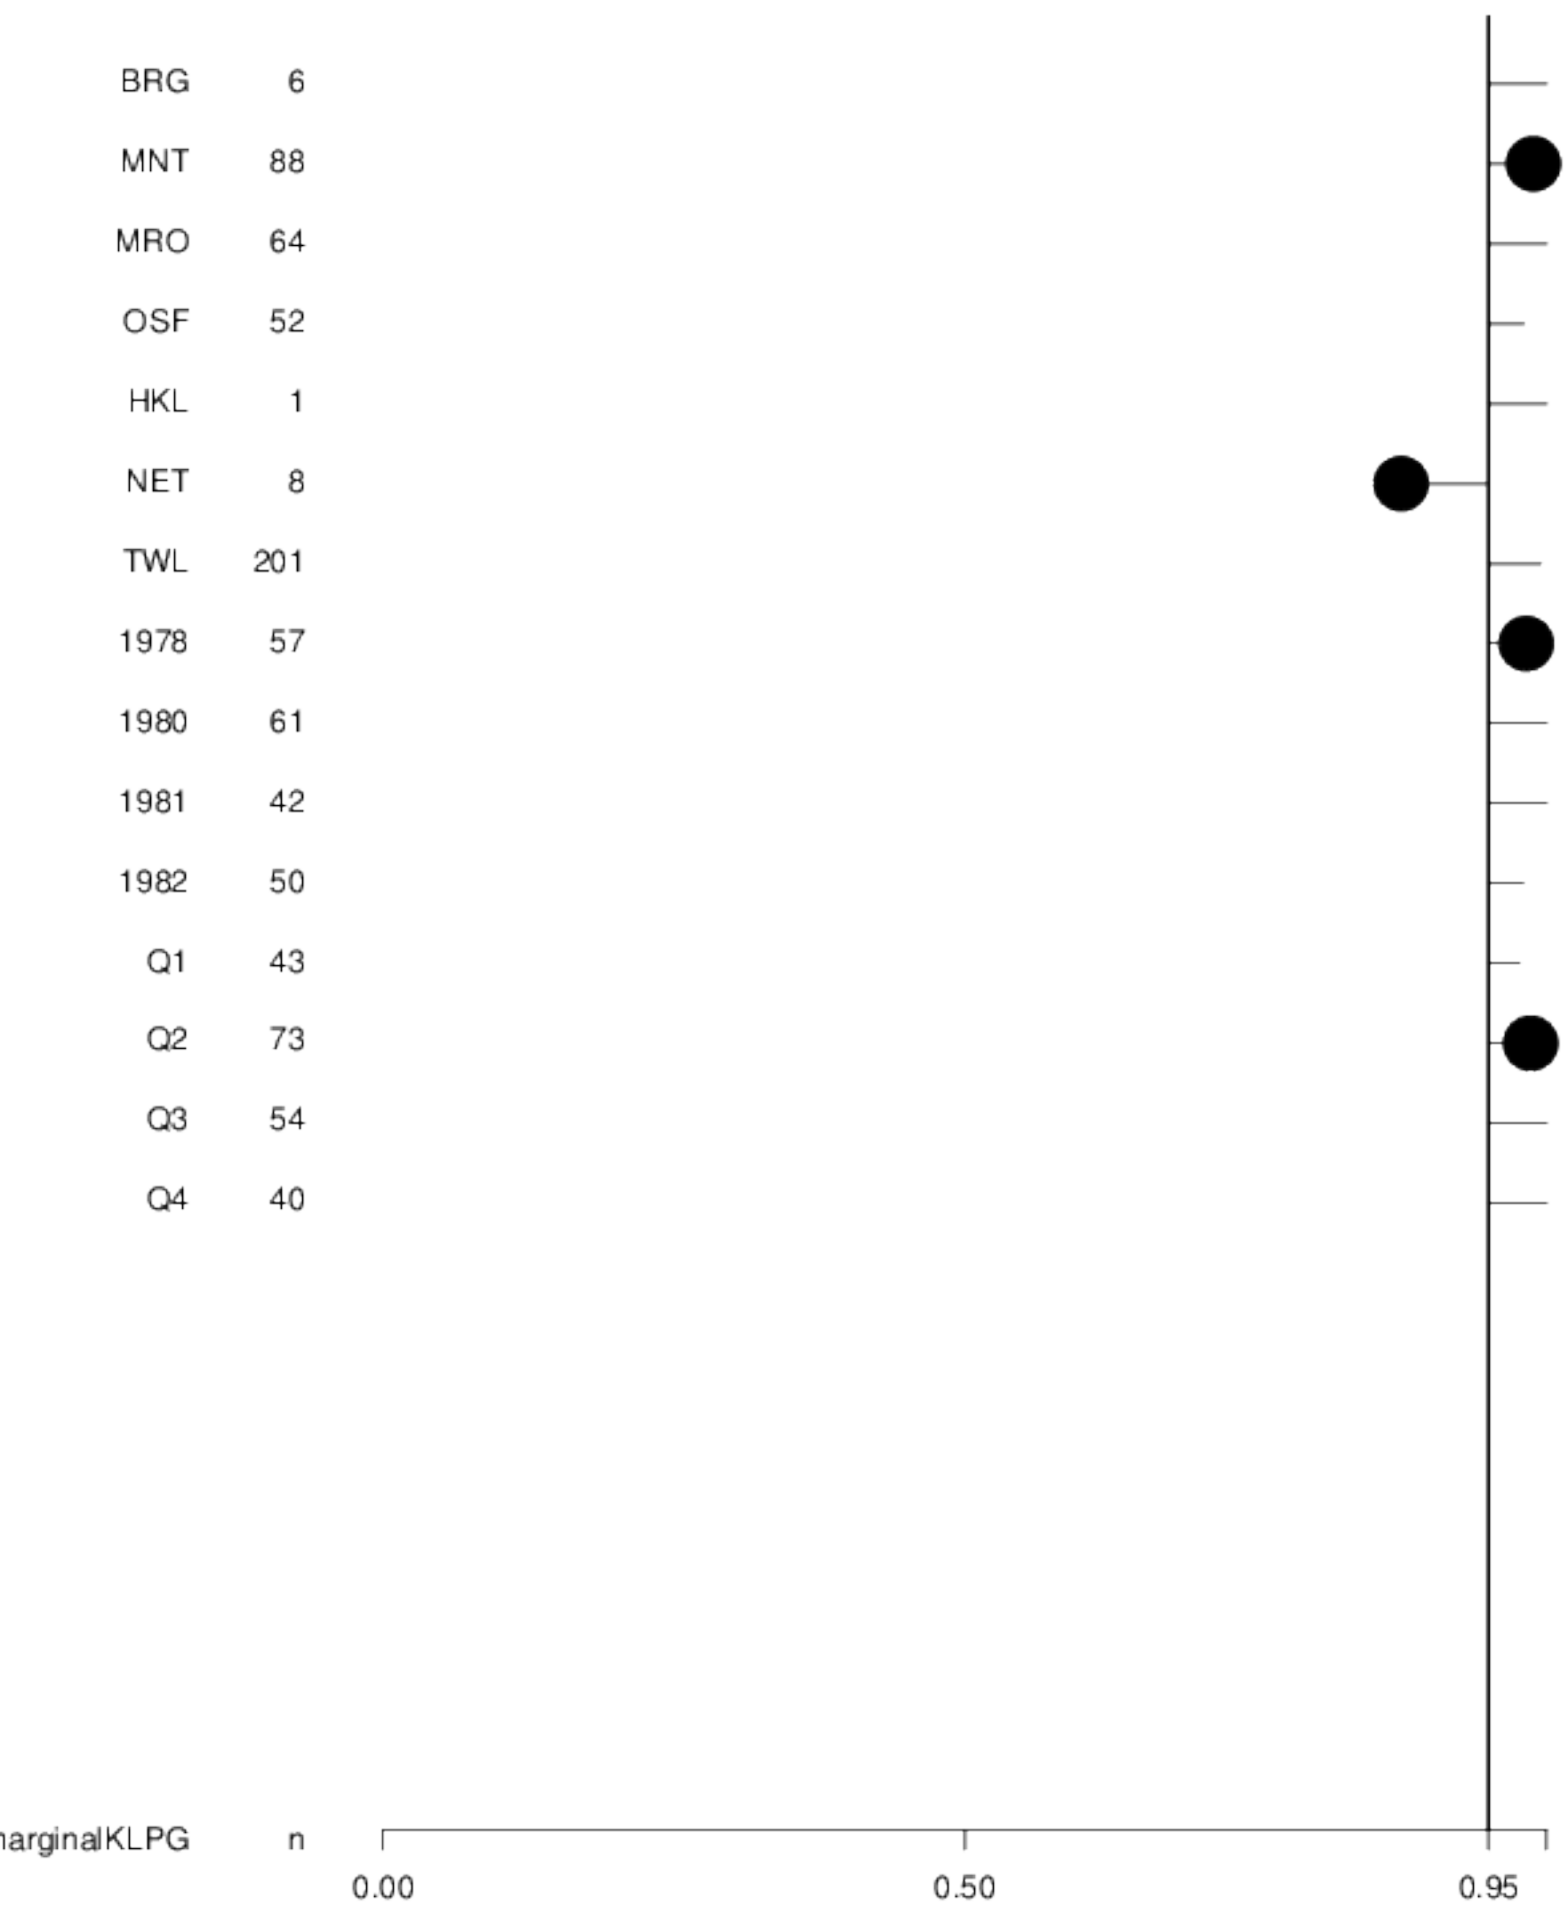 BRG 6
MNT 88
MRO 64
OSF 52
HKL 1
NET 8
TWL 201
1978 57
1980 61
1981 42
1982 50
Q1 43
Q2 73
Q3 54
Q4 40
KLPG n
0.00 0.50 0.95